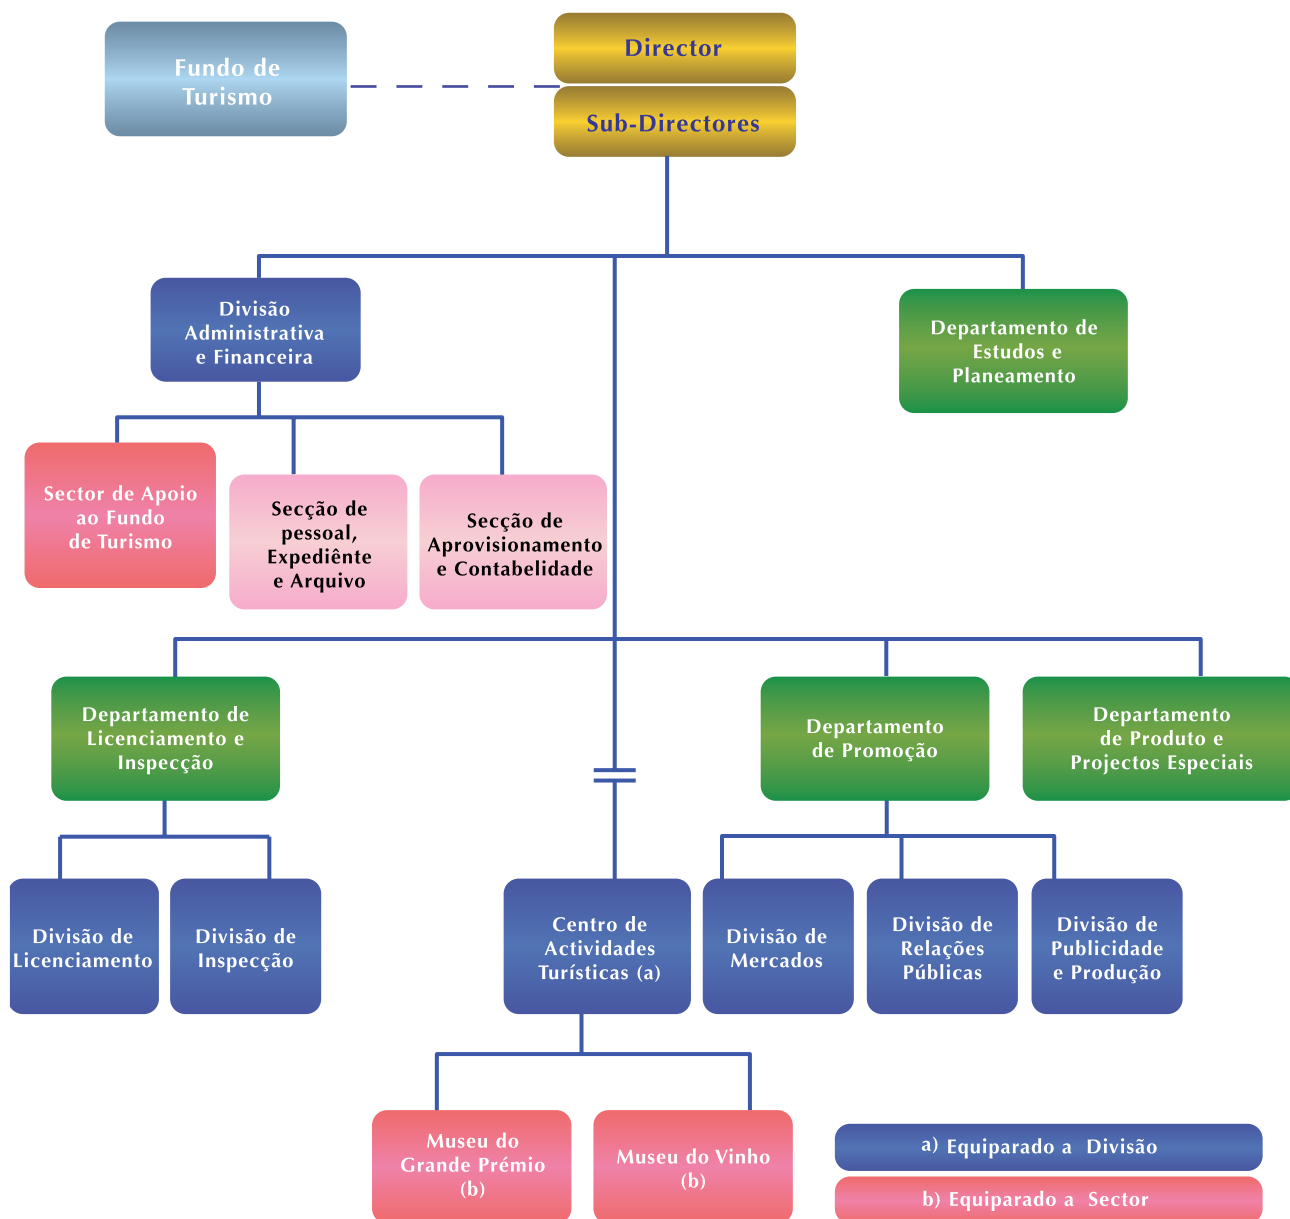 Fundo de
Turismo
Director
Sub-Directores
Divisão
Administrativa
e Financeira
Departamento de
Estudos e
Planeamento
Sector de Apoio
ao Fundo
de Turismo
Secção de
pessoal,
Expediênte
e Arquivo
Secção de
Aprovisionamento
e Contabelidade
Departamento de
Licenciamento e
Inspecção
Departamento
de Promoção
Departamento
de Produto e
Projectos Especiais
Divisão de
Licenciamento
Divisão de
Inspecção
Centro de
Actividades
Turísticas (a)
Divisão de
Mercados
Divisão de
Relações
Públicas
Divisão de
Publicidade
e Produção
Museu do
Grande Prémio
(b)
Museu do Vinho
(b)
a) Equiparado a Divisão
b) Equiparado a Sector